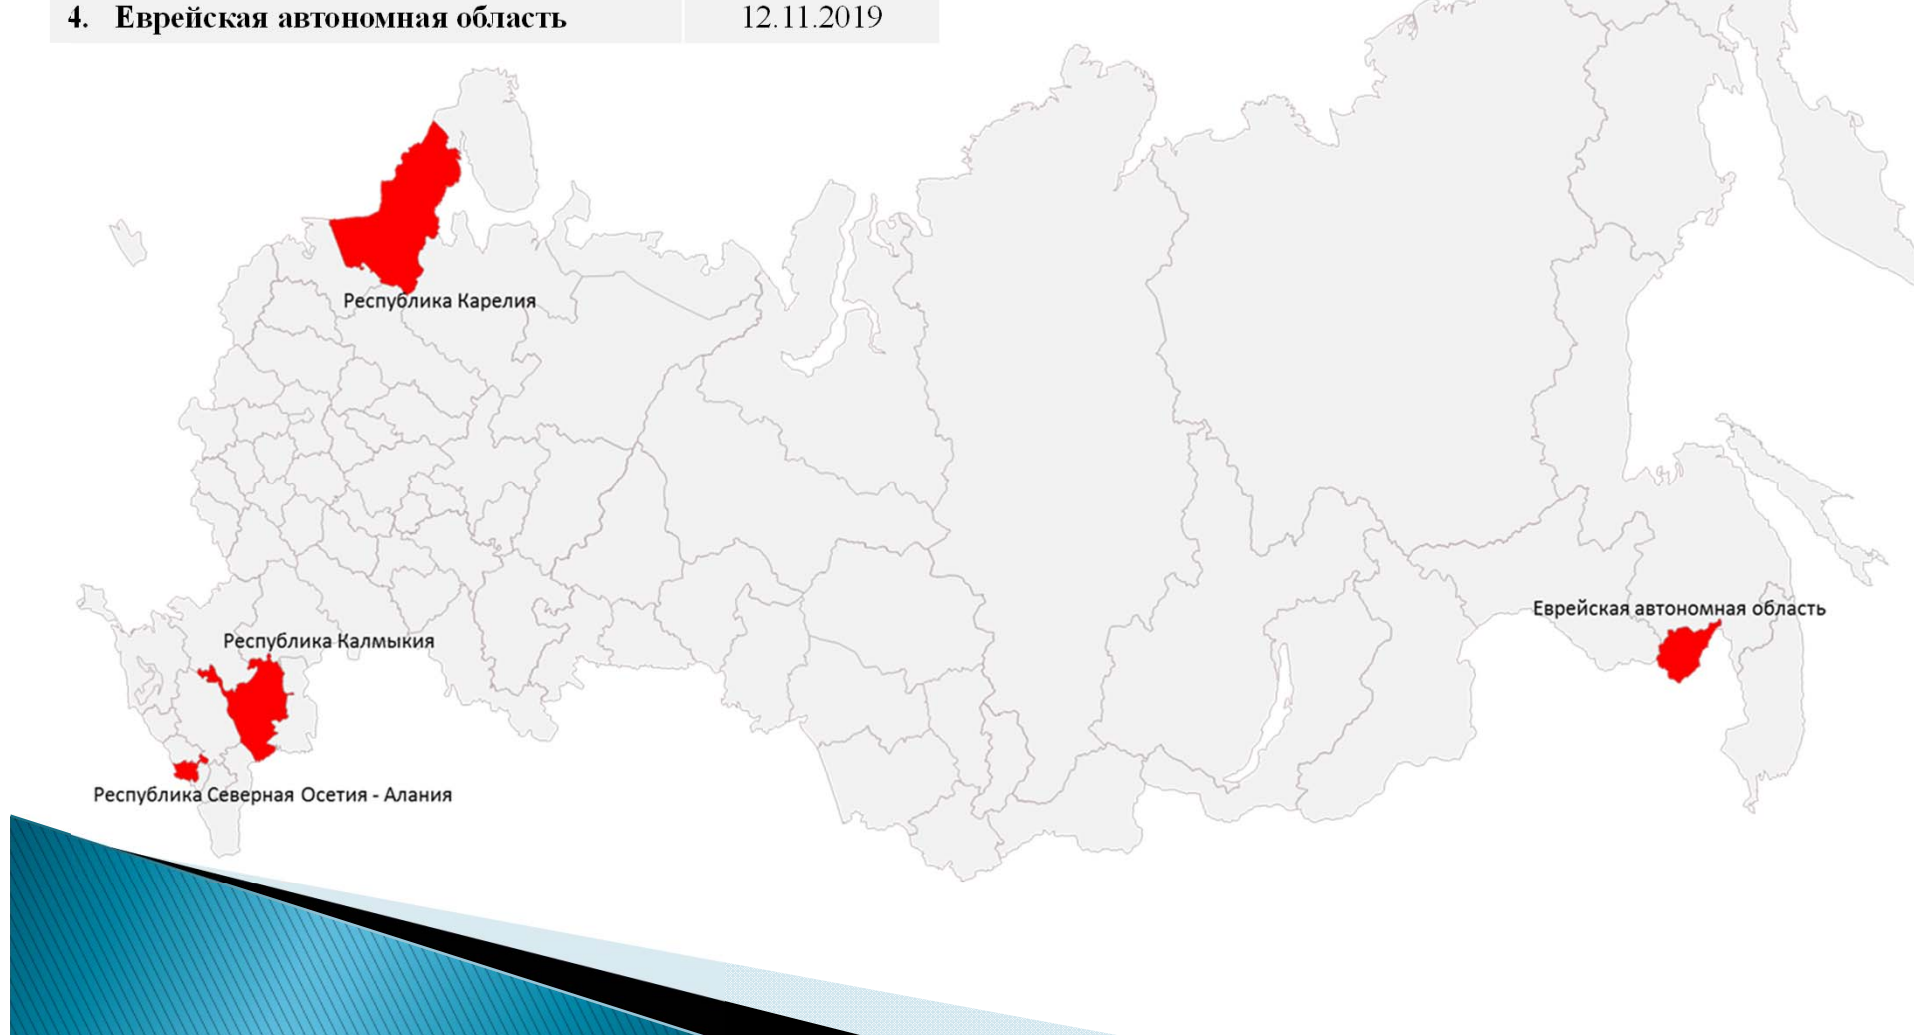 4. Еврейская автономная область 12.11.2019
Республика Карелия
Еврейская автономная область
Республика Калмыкия
Республика Северная Осетия - Алания